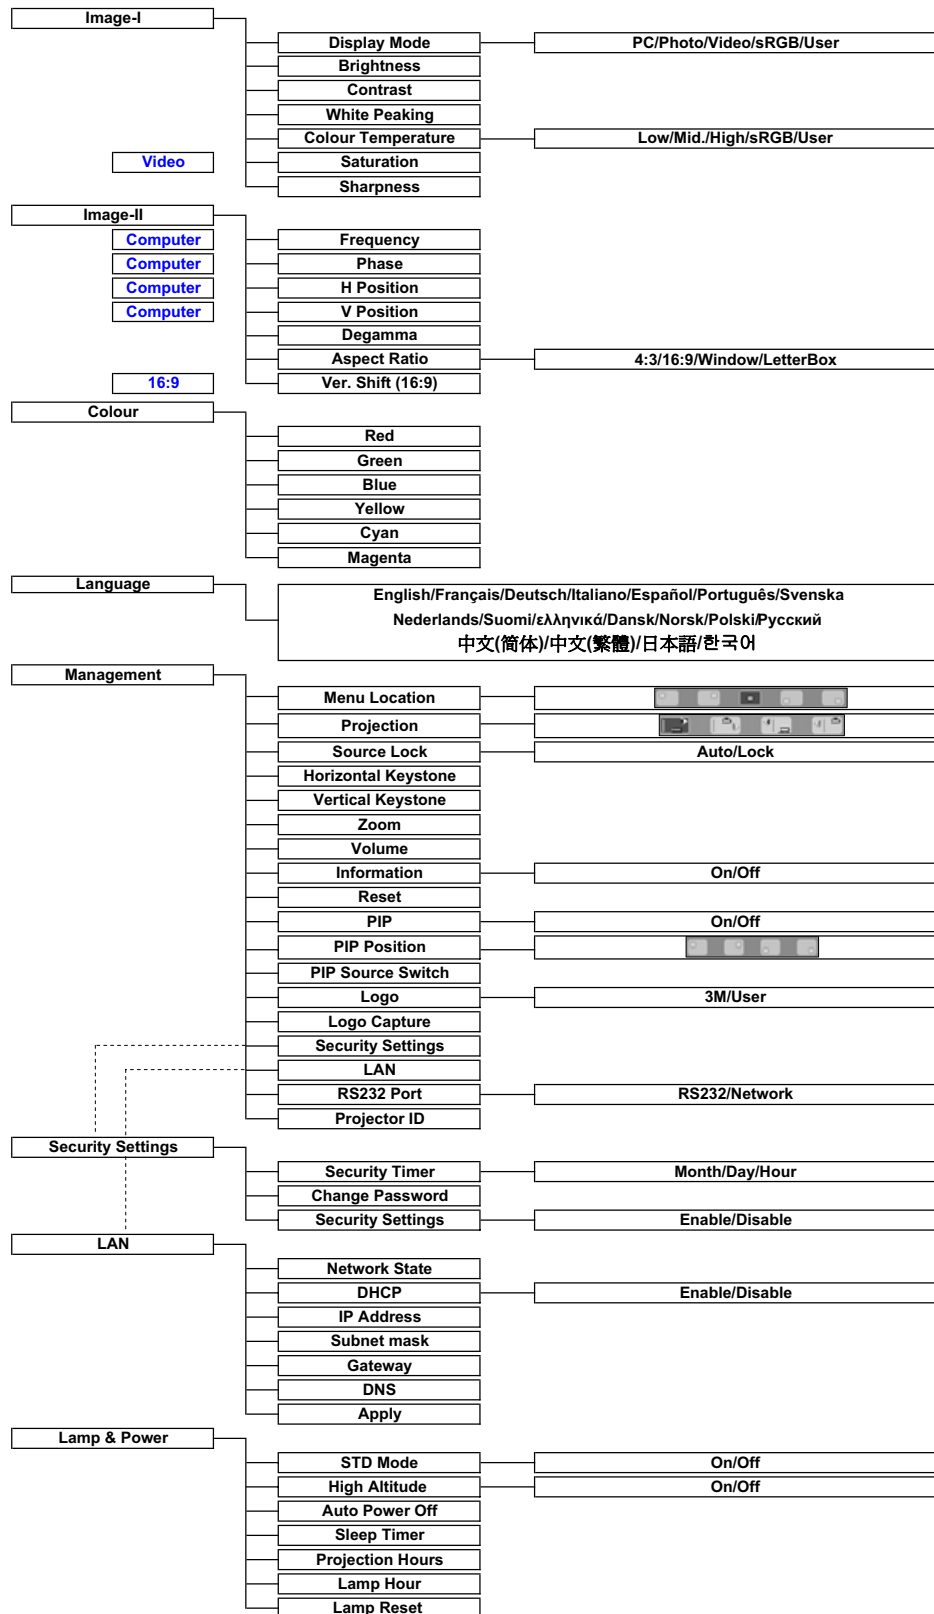 Image-I
Display Mode PC/Photo/Video/sRGB/User
Brightness
Contrast
White Peaking
Colour Temperature Low/Mid./High/sRGB/User
Video Saturation
Sharpness
Image-II
Computer Frequency
Computer Phase
Computer H Position
Computer V Position
Degamma
Aspect Ratio 4:3/16:9/Window/LetterBox
16:9 Ver. Shift (16:9)
Colour
Red
Green
Blue
Yellow
Cyan
Magenta
Language
English/Français/Deutsch/Italiano/Español/Português/Svenska
Nederlands/Suomi/ελληνικά/Dansk/Norsk/Polski/Русский
中文(简体)/中文(繁體)/日本語/한국어
Management
Menu Location
Projection
Source Lock Auto/Lock
Horizontal Keystone
Vertical Keystone
Zoom
Volume
Information On/Off
Reset
PIP On/Off
PIP Position
PIP Source Switch
Logo 3M/User
Logo Capture
Security Settings
LAN
RS232 Port RS232/Network
Projector ID
Security Settings
Security Timer Month/Day/Hour
Change Password
Security Settings Enable/Disable
LAN
Network State
DHCP Enable/Disable
IP Address
Subnet mask
Gateway
DNS
Apply
Lamp & Power
STD Mode On/Off
High Altitude On/Off
Auto Power Off
Sleep Timer
Projection Hours
Lamp Hour
Lamp Reset